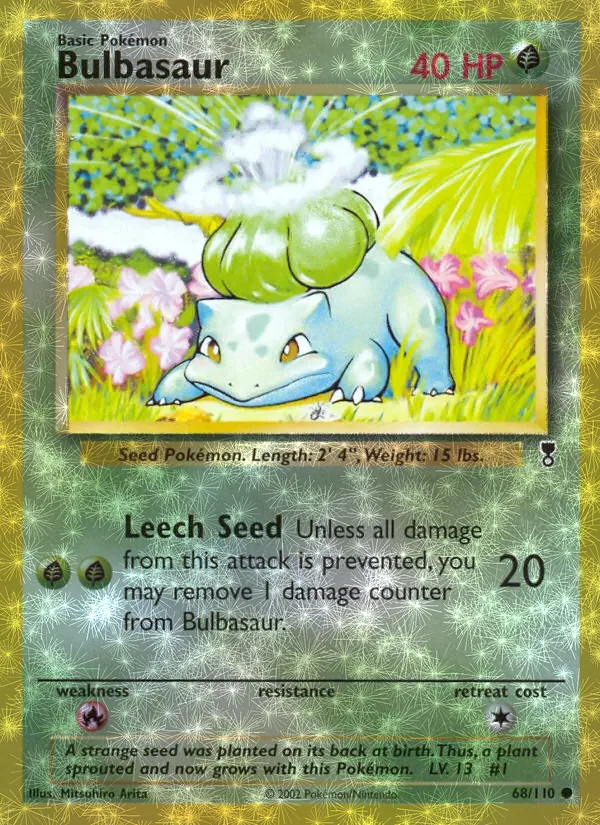 Basic Pokémon
Bulbasaur 40 HP
Seed Pokémon. Length: 2' 4", Weight: 15 lbs.
Leech Seed Unless all damage
from this attack is prevented, you
may remove 1 damage counter
from Bulbasaur.
20
weakness resistance retreat cost
A strange seed was planted on its back at birth. Thus, a plant
sprouted and now grows with this Pokémon. LV. 13 #1
Illus. Mitsuhiro Arita © 2002 Pokémon/Nintendo 68/110